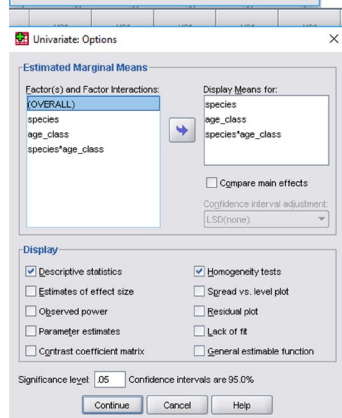 Univariate: Options
Estimated Marginal Means
Factor(s) and Factor Interactions:
(OVERALL)
species
age_class
species*age_class
Display Means for:
species
age_class
species*age_class
Compare main effects
Confidence interval adjustment:
LSD(none)
Display
Descriptive statistics
Homogeneity tests
Estimates of effect size
Spread vs. level plot
Observed power
Residual plot
Parameter estimates
Lack of fit
Contrast coefficient matrix
General estimable function
Significance level: .05 Confidence intervals are 95.0%
Continue Cancel Help